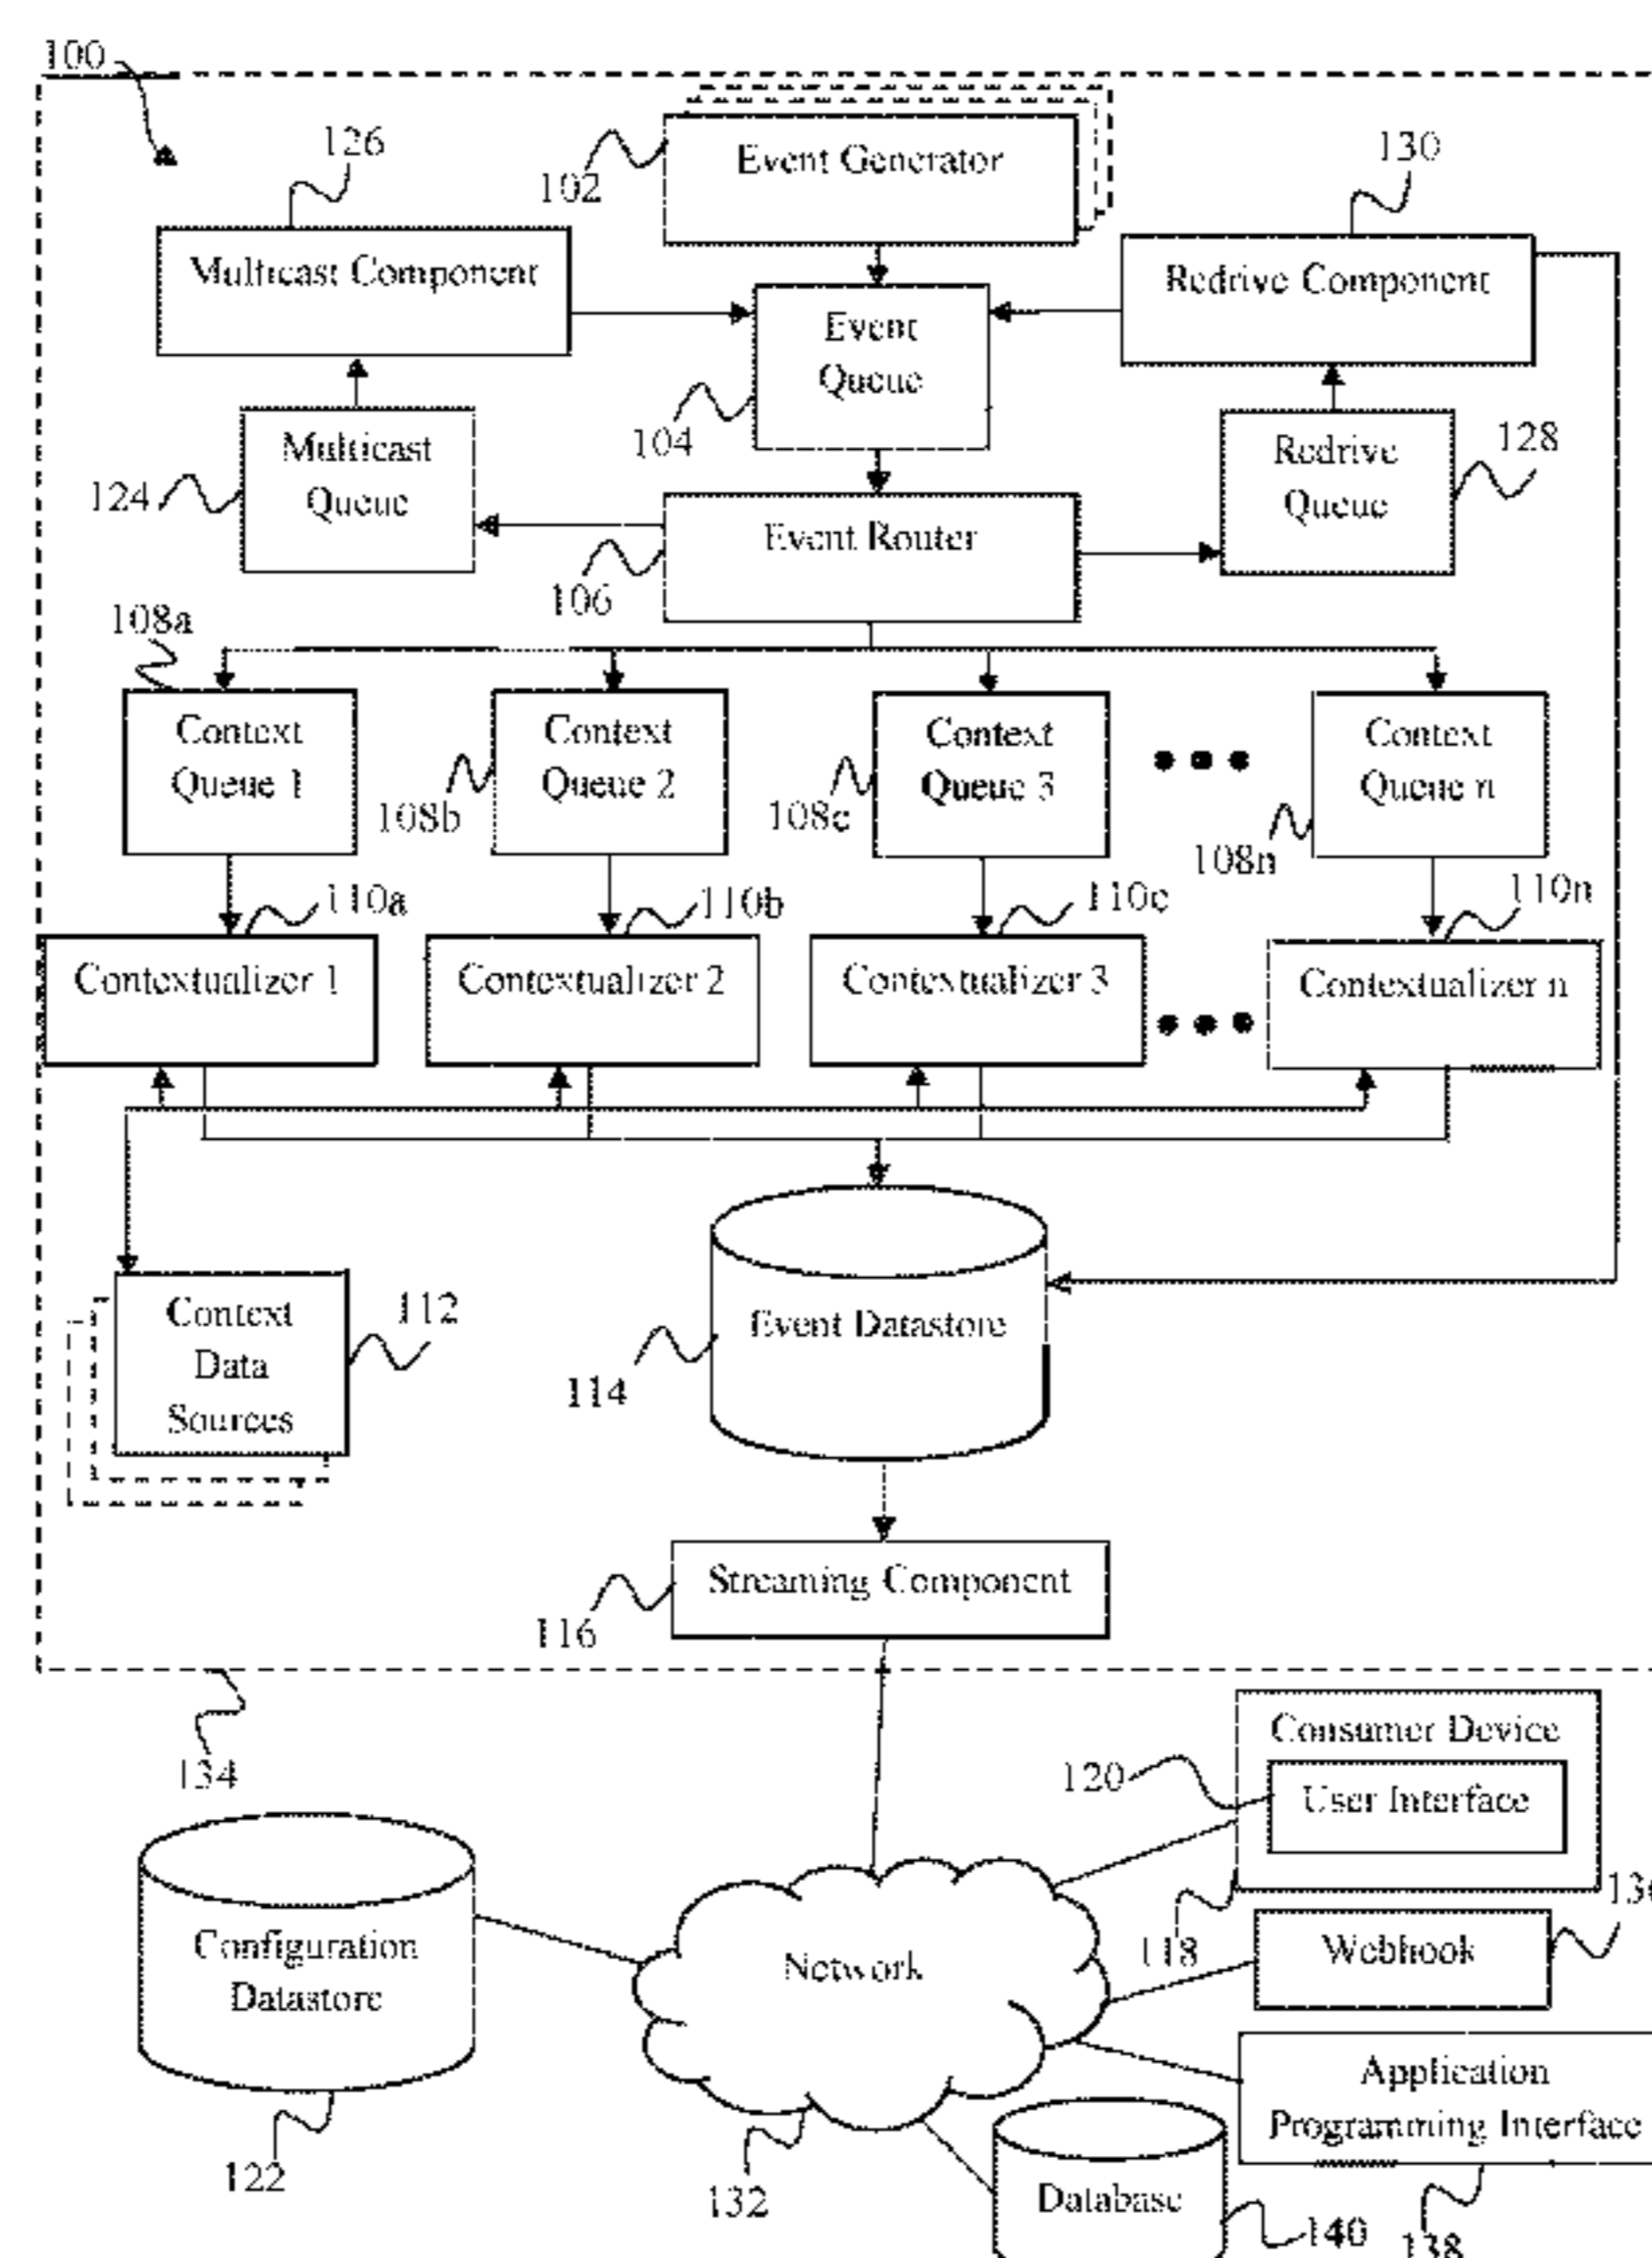 100
126
Event Generator
130
102
Multicast Component
Redrive Component
Event
Queue
104
Multicast
Queue
124
Redrive
Queue
128
Event Router
106
108a
Context
Queue 1
Context
Queue 2
108b
Context
Queue 3
108c
Context
Queue n
108n
110a
110b
110c
110n
Contextualizer 1
Contextualizer 2
Contextualizer 3
Contextualizer n
Context
Data
Sources
112
Event Datastore
114
Streaming Component
116
134
Consumer Device
120
User Interface
118
Webhook
Configuration
Datastore
Network
Application
Programming Interface
122
132
Database
140
138